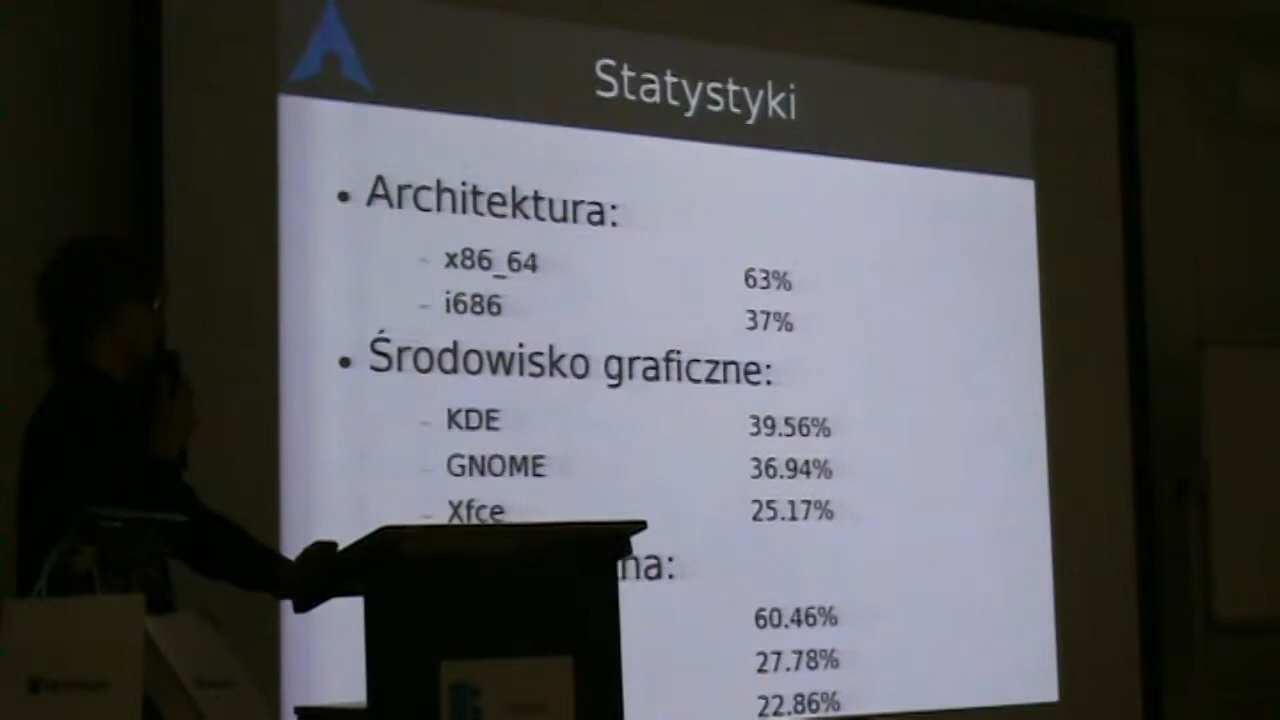 Statystyki
• Architektura:
– x86_64 63%
– i686 37%
• Środowisko graficzne:
– KDE 39.56%
– GNOME 36.94%
– Xfce 25.17%
na:
60.46%
27.78%
22.86%